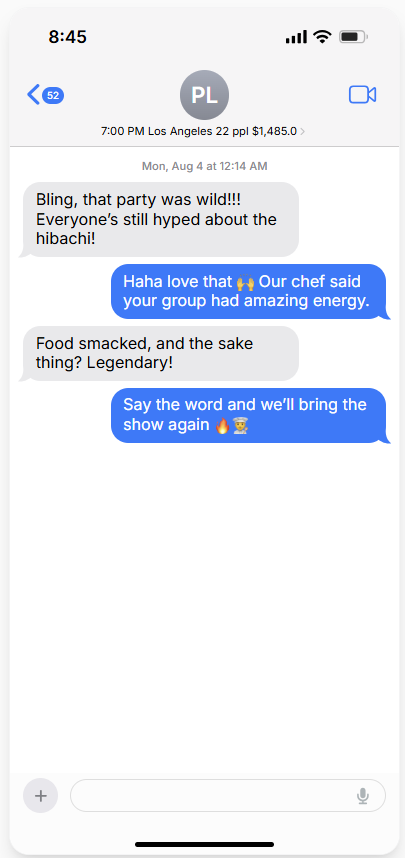 8:45
52
PL
7:00 PM Los Angeles 22 ppl $1,485.0
Mon, Aug 4 at 12:14 AM
Bling, that party was wild!!!
Everyone’s still hyped about the
hibachi!
Haha love that 🙌 Our chef said
your group had amazing energy.
Food smacked, and the sake
thing? Legendary!
Say the word and we’ll bring the
show again 🔥👨‍🍳